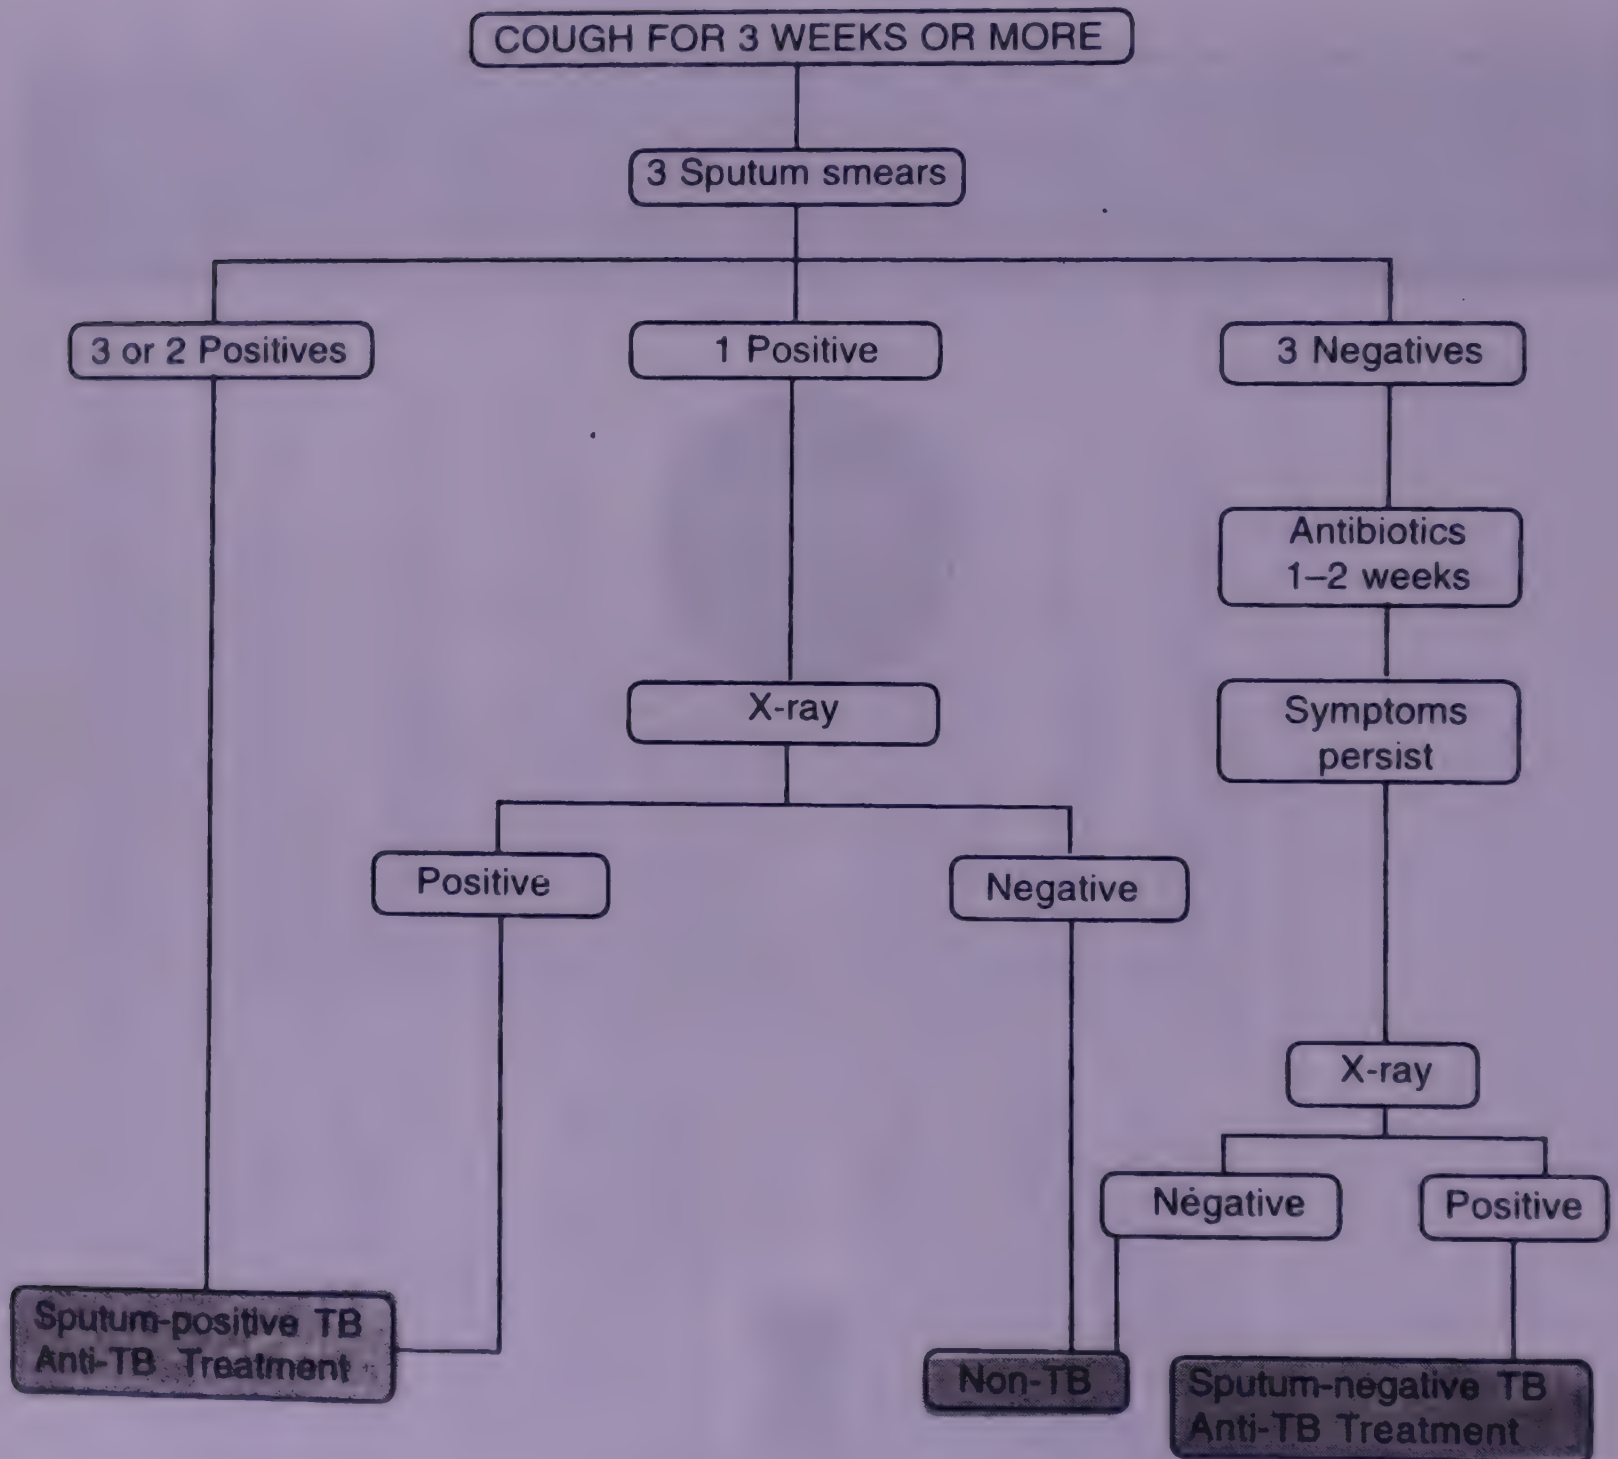 COUGH FOR 3 WEEKS OR MORE
3 Sputum smears
3 or 2 Positives
1 Positive
3 Negatives
Antibiotics
1–2 weeks
X-ray
Symptoms
persist
Positive
Negative
X-ray
Negative
Positive
Sputum-positive TB
Anti-TB Treatment
Non-TB
Sputum-negative TB
Anti-TB Treatment